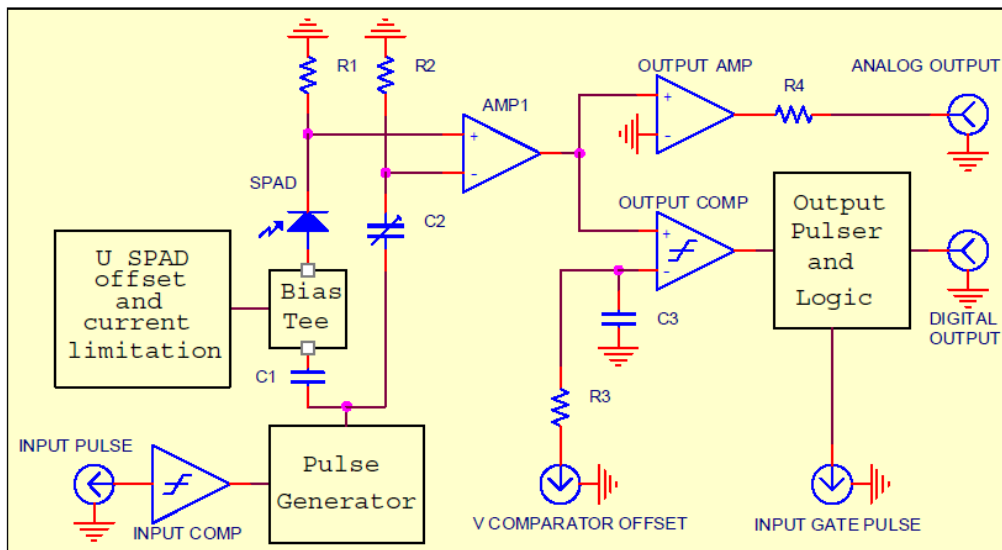 R1
R2
OUTPUT AMP
R4
ANALOG OUTPUT
AMP1
+
-
+
-
SPAD
C2
OUTPUT COMP
Output
Pulser
and
Logic
+
-
U SPAD
offset
and
current
limitation
Bias
Tee
C3
DIGITAL
OUTPUT
C1
R3
INPUT PULSE
Pulse
Generator
INPUT COMP
V COMPARATOR OFFSET
INPUT GATE PULSE